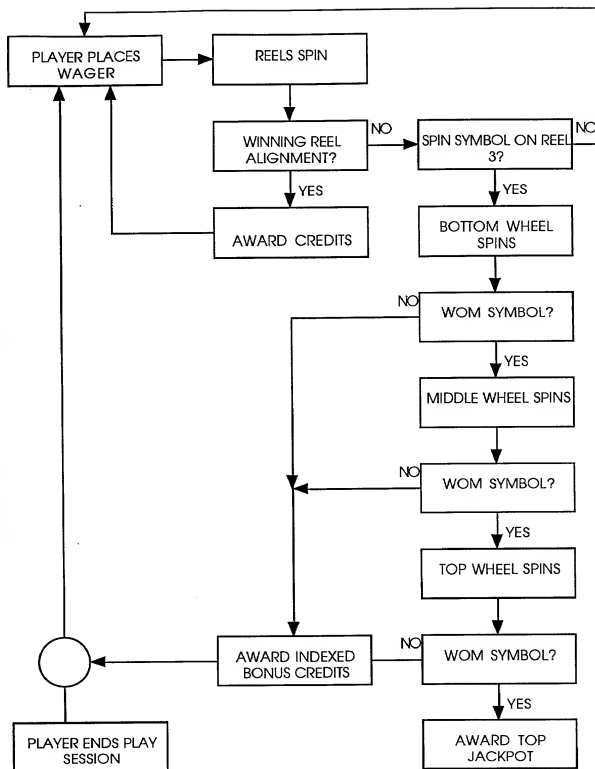 PLAYER PLACES
WAGER
REELS SPIN
WINNING REEL
ALIGNMENT?
NO
SPIN SYMBOL ON REEL
3?
NO
YES
YES
AWARD CREDITS
BOTTOM WHEEL
SPINS
NO
WOM SYMBOL?
YES
MIDDLE WHEEL SPINS
NO
WOM SYMBOL?
YES
TOP WHEEL SPINS
AWARD INDEXED
BONUS CREDITS
NO
WOM SYMBOL?
YES
PLAYER ENDS PLAY
SESSION
AWARD TOP
JACKPOT